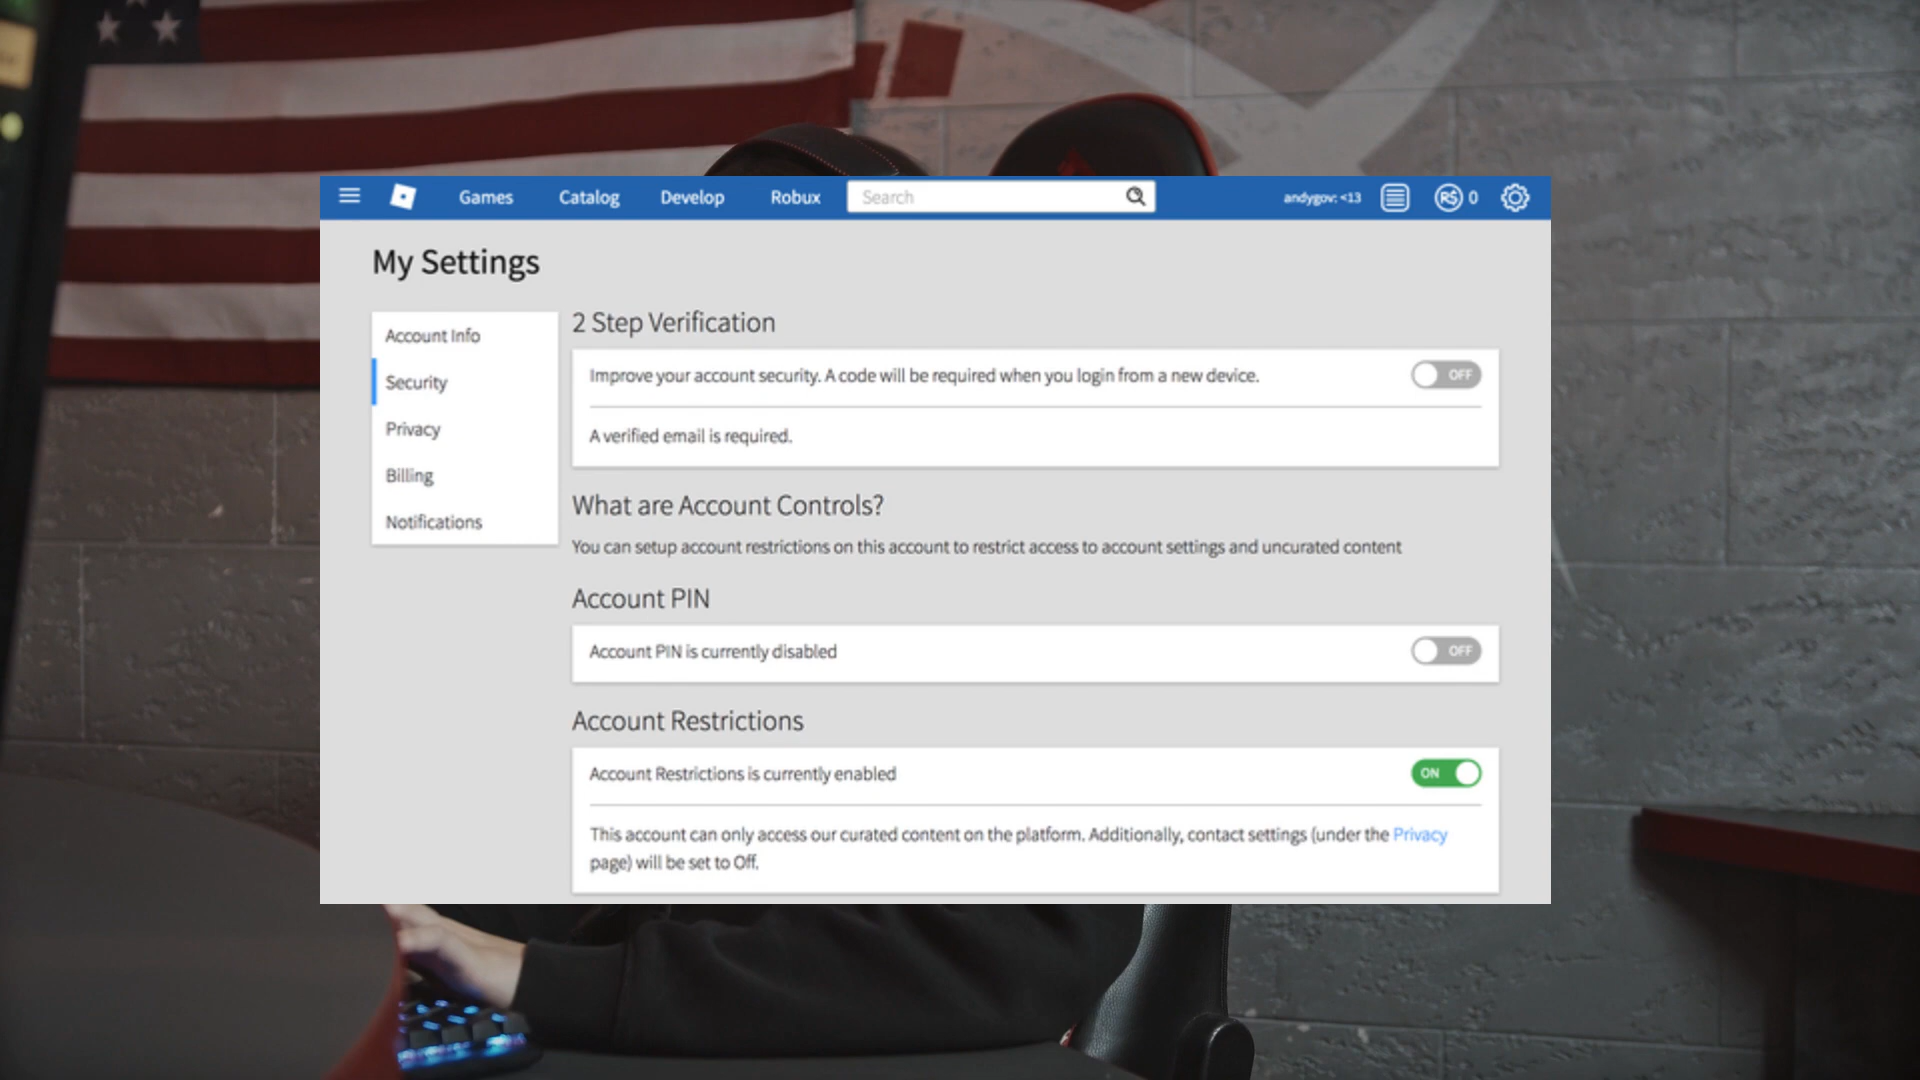 Games Catalog Develop Robux Search andygov: <13 R$ 0
My Settings
Account Info
Security
Privacy
Billing
Notifications
2 Step Verification
Improve your account security. A code will be required when you login from a new device. OFF
A verified email is required.
What are Account Controls?
You can setup account restrictions on this account to restrict access to account settings and uncurated content
Account PIN
Account PIN is currently disabled OFF
Account Restrictions
Account Restrictions is currently enabled ON
This account can only access our curated content on the platform. Additionally, contact settings (under the Privacy
page) will be set to Off.